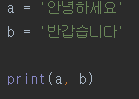 a = '안녕하세요'
b = '반갑습니다'
print(a, b)